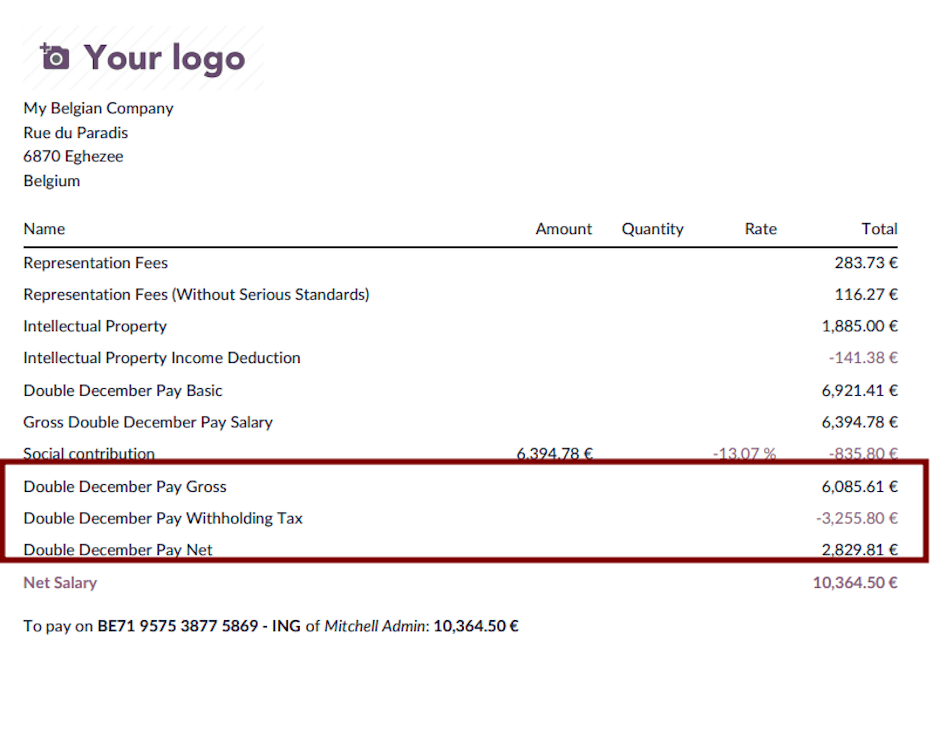 Your logo
My Belgian Company
Rue du Paradis
6870 Eghezee
Belgium
Name Amount Quantity Rate Total
Representation Fees 283.73 €
Representation Fees (Without Serious Standards) 116.27 €
Intellectual Property 1,885.00 €
Intellectual Property Income Deduction -141.38 €
Double December Pay Basic 6,921.41 €
Gross Double December Pay Salary 6,394.78 €
Social contribution 6,394.78 € -13.07 % -835.80 €
Double December Pay Gross 6,085.61 €
Double December Pay Withholding Tax -3,255.80 €
Double December Pay Net 2,829.81 €
Net Salary 10,364.50 €
To pay on BE71 9575 3877 5869 - ING of Mitchell Admin: 10,364.50 €